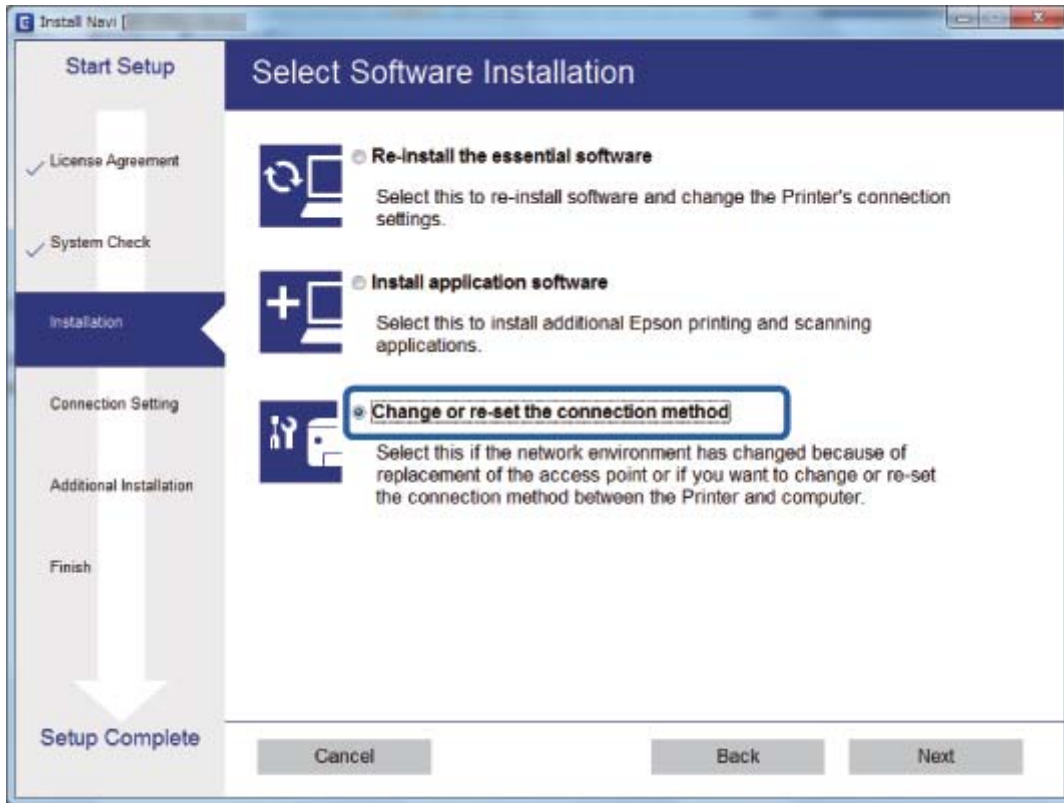 Install Navi [
Start Setup
License Agreement
System Check
Installation
Connection Setting
Additional Installation
Finish
Setup Complete
Select Software Installation
Re-install the essential software
Select this to re-install software and change the Printer's connection
settings.
Install application software
Select this to install additional Epson printing and scanning
applications.
Change or re-set the connection method
Select this if the network environment has changed because of
replacement of the access point or if you want to change or re-set
the connection method between the Printer and computer.
Cancel
Back
Next